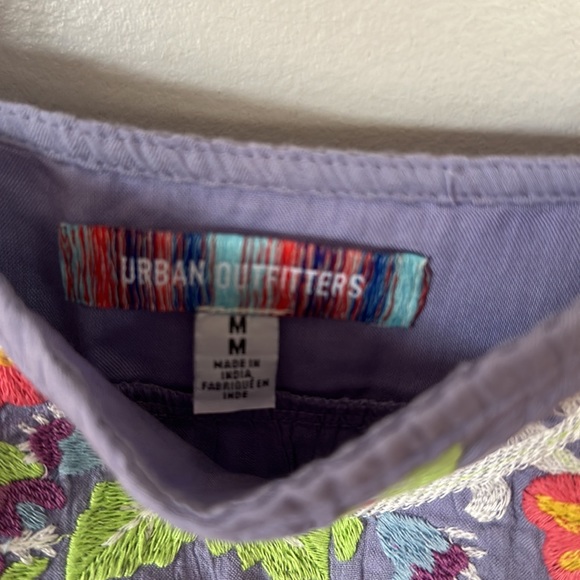 URBAN OUTFITTERS
M
M
MADE IN
INDIA
FABRIQUÉ EN
INDE